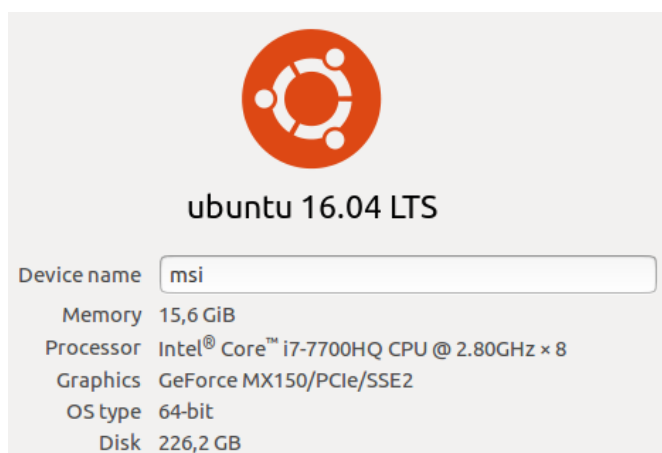 ubuntu 16.04 LTS
Device name msi
Memory 15,6 GiB
Processor Intel® Core™ i7-7700HQ CPU @ 2.80GHz × 8
Graphics GeForce MX150/PCIe/SSE2
OS type 64-bit
Disk 226,2 GB